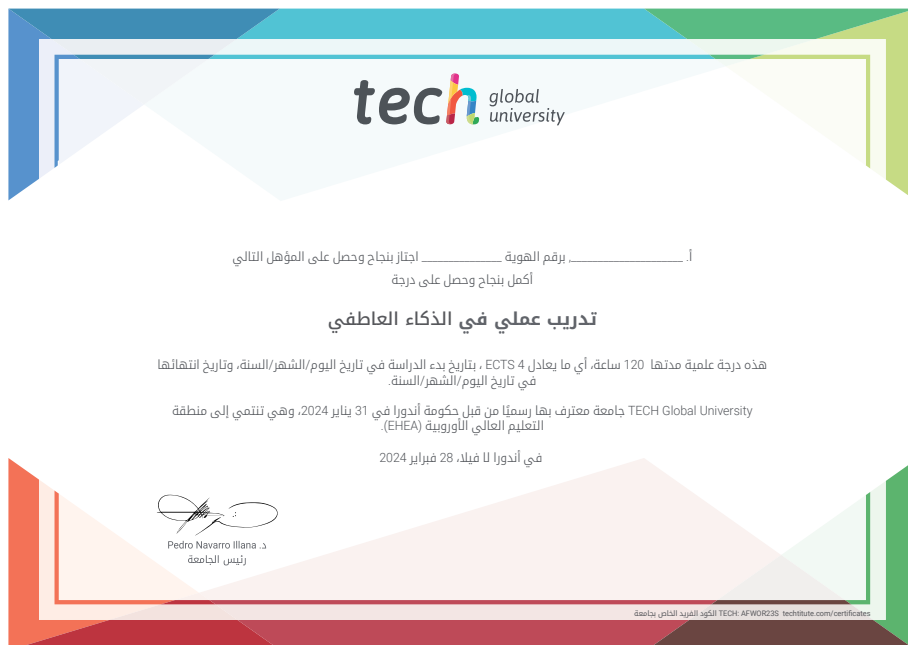 tech global university
أ. ____________________, برقم الهوية ______________ اجتاز بنجاح وحصل على المؤهل التالي
أكمل بنجاح وحصل على درجة
تدريب عملي في الذكاء العاطفي
هذه درجة علمية مدتها 120 ساعة، أي ما يعادل 4 ECTS ، بتاريخ بدء الدراسة في تاريخ اليوم/الشهر/السنة، وتاريخ انتهائها
في تاريخ اليوم/الشهر/السنة.
TECH Global University جامعة معترف بها رسميًا من قبل حكومة أندورا في 31 يناير 2024، وهي تنتمي إلى منطقة
التعليم العالي الأوروبية (EHEA).
في أندورا لا فيلا، 28 فبراير 2024
د. Pedro Navarro Illana
رئيس الجامعة
الكود الفريد الخاص بجامعة TECH: AFWOR23S techtitute.com/certificates